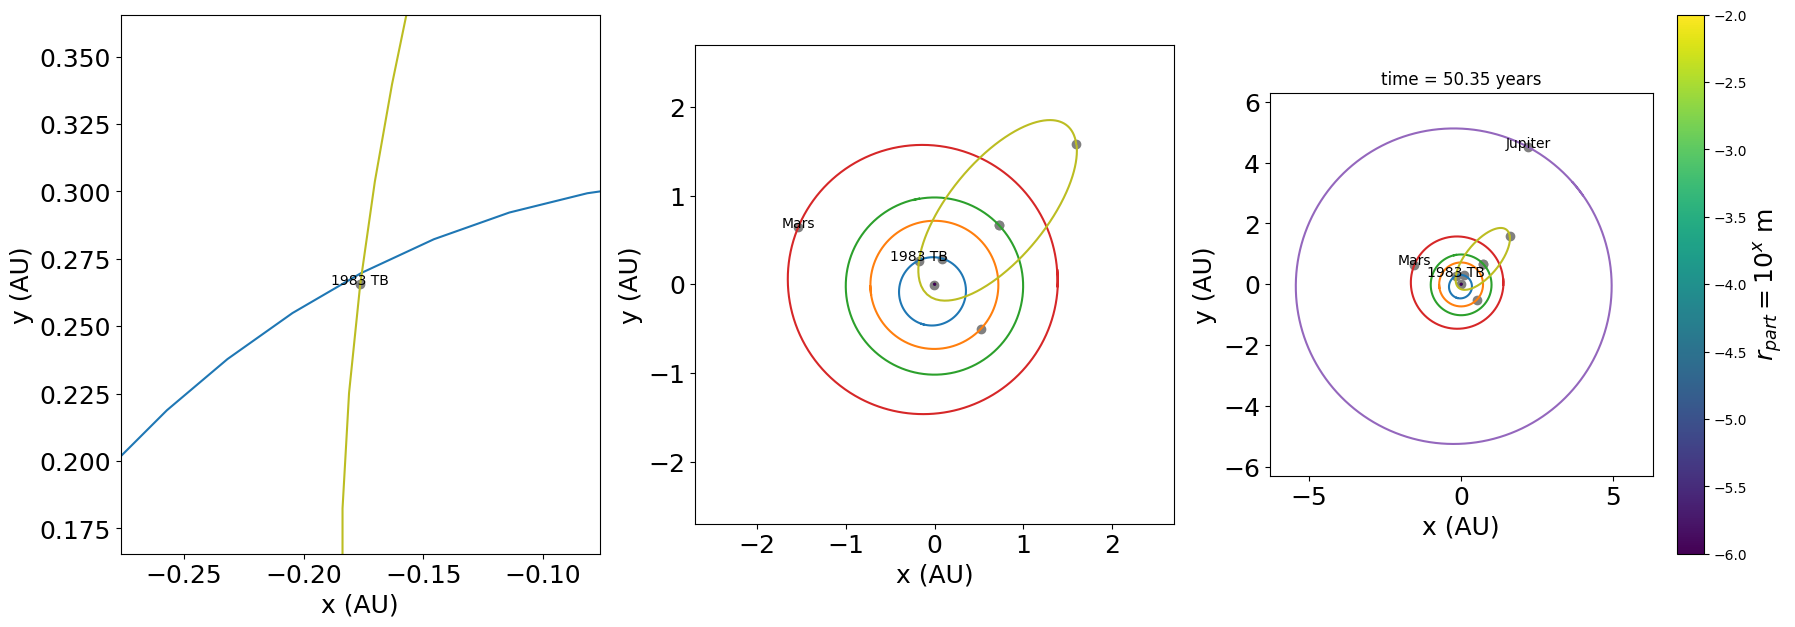 0.350
0.325
0.300
0.275
0.250
0.225
0.200
0.175
−0.25
−0.20
−0.15
−0.10
x (AU)
y (AU)
1983 TB
2
1
0
−1
−2
−2
−1
0
1
2
x (AU)
y (AU)
Mars
1983 TB
time = 50.35 years
6
4
2
0
−2
−4
−6
−5
0
5
x (AU)
y (AU)
Jupiter
Mars
1983 TB
−2.0
−2.5
−3.0
−3.5
−4.0
−4.5
−5.0
−5.5
−6.0
r_part = 10^x m